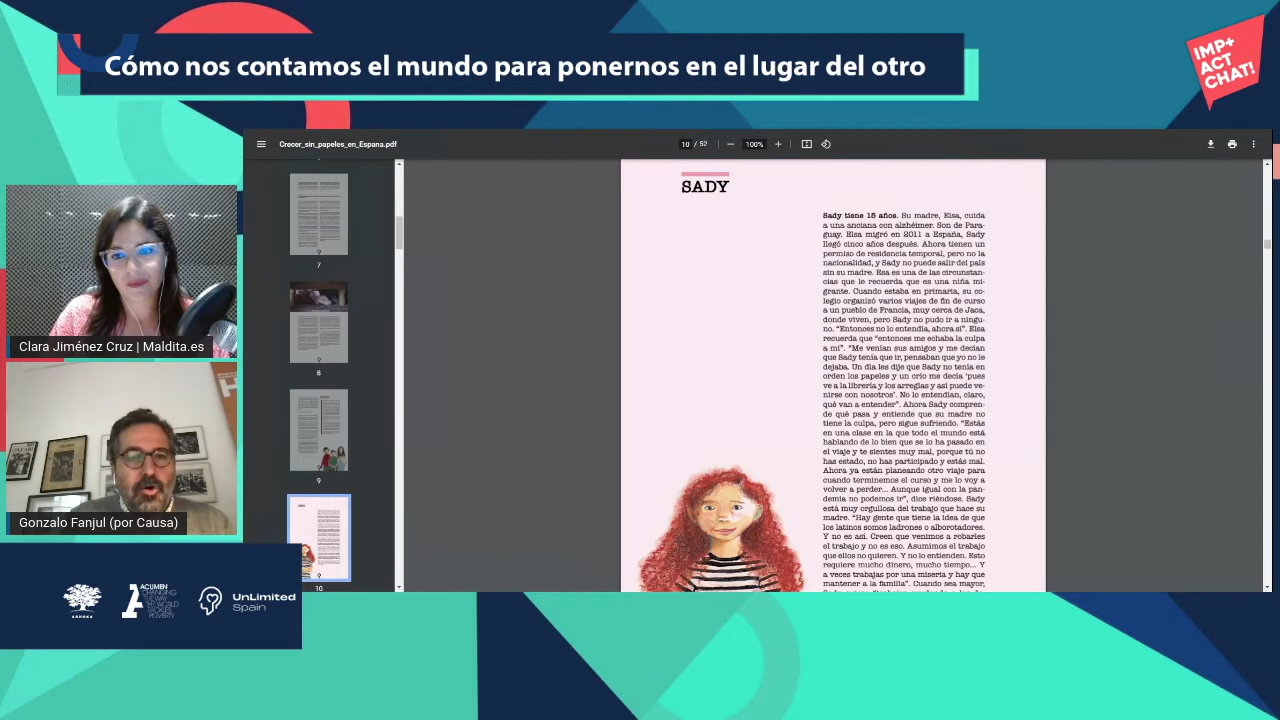 Cómo nos contamos el mundo para ponernos en el lugar del otro
IMP+
ACT
CHAT!
Crecer_sin_papeles_en_Espana.pdf
10 / 52
100%
7
8
9
10
SADY
Sady tiene 15 años. Su madre, Elsa, cuida
a una anciana con alzhéimer. Son de Para-
guay. Elsa migró en 2011 a España, Sady
llegó cinco años después. Ahora tienen un
permiso de residencia temporal, pero no la
nacionalidad, y Sady no puede salir del país
sin su madre. Esa es una de las circunstan-
cias que le recuerda que es una niña mi-
grante. Cuando estaba en primaria, su co-
legio organizó varios viajes de fin de curso
a un pueblo de Francia, muy cerca de Jaca,
donde viven, pero Sady no pudo ir a ningu-
no. "Entonces no lo entendía, ahora sí". Elsa
recuerda que "entonces me echaba la culpa
a mí". "Me venían sus amigos y me decían
que Sady tenía que ir, pensaban que yo no le
dejaba. Un día les dije que Sady no tenía en
orden los papeles y un crío me decía 'pues
ve a la librería y los arreglas y así puede ve-
nirse con nosotros'. No lo entendían, claro,
qué van a entender". Ahora Sady compren-
de qué pasa y entiende que su madre no
tiene la culpa, pero sigue sufriendo. "Estás
en una clase en la que todo el mundo está
hablando de lo bien que se lo ha pasado en
el viaje y te sientes muy mal, porque tú no
has estado, no has participado y estás mal.
Ahora ya están planeando otro viaje para
cuando terminemos el curso y me lo voy a
volver a perder... Aunque igual con la pan-
demia no podemos ir", dice riéndose. Sady
está muy orgullosa del trabajo que hace su
madre. "Hay gente que tiene la idea de que
los latinos somos ladrones o alborotadores.
Y no es así. Creen que venimos a robarles
el trabajo y no es eso. Asumimos el trabajo
que ellos no quieren. Y no lo entienden. Esto
requiere mucho dinero, mucho tiempo... Y
a veces trabajas por una miseria y hay que
mantener a la familia". Cuando sea mayor,
Clara Jiménez Cruz | Maldita.es
Gonzalo Fanjul (por Causa)
ASHOKA
ACUMEN
CHANGING
THE WAY
THE WORLD
TACKLES
POVERTY
UnLimited
Spain